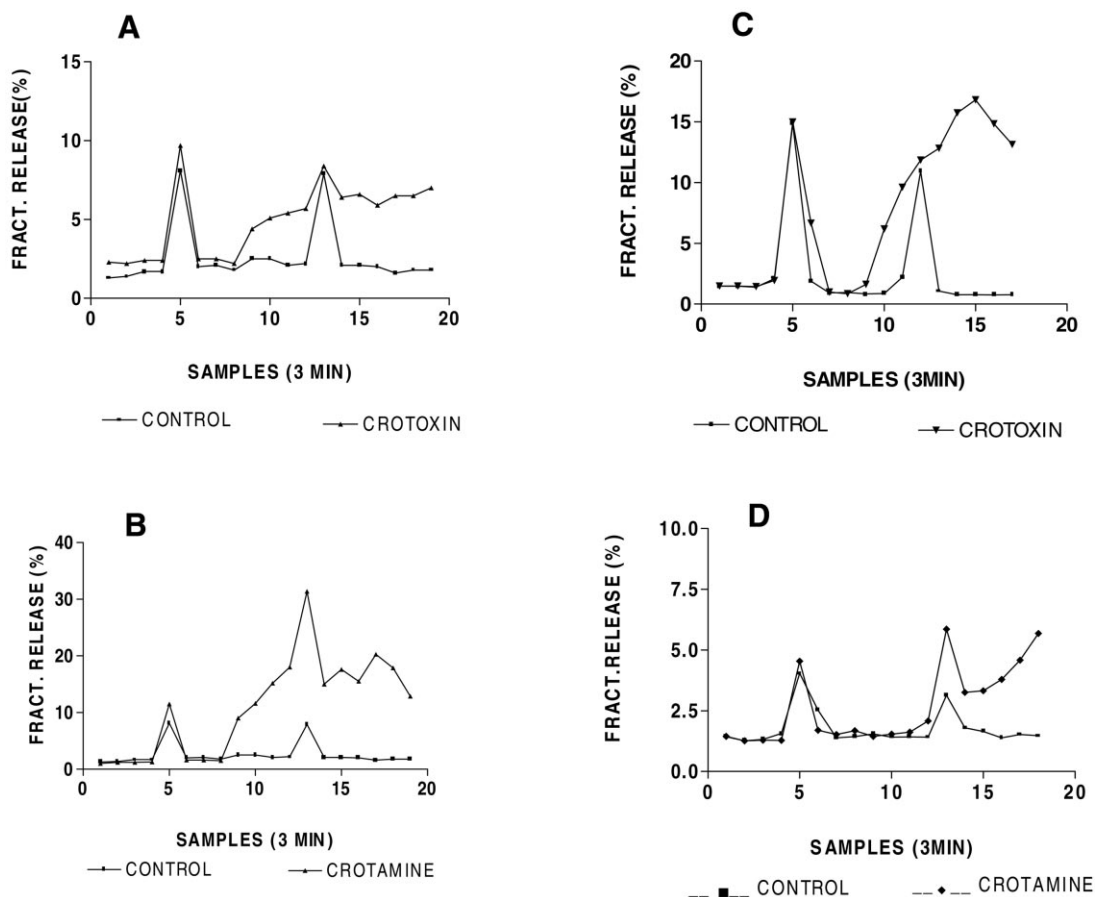 A
FRACT. RELEASE(%)
15
10
5
0
0 5 10 15 20
SAMPLES (3 MIN)
CONTROL CROTOXIN
C
FRACT. RELEASE (%)
20
15
10
5
0
0 5 10 15 20
SAMPLES (3MIN)
CONTROL CROTOXIN
B
FRACT. RELEASE (%)
40
30
20
10
0
0 5 10 15 20
SAMPLES (3 MIN)
CONTROL CROTAMINE
D
FRACT.RELEASE (%)
10.0
7.5
5.0
2.5
0.0
0 5 10 15 20
SAMPLES (3MIN)
CONTROL CROTAMINE